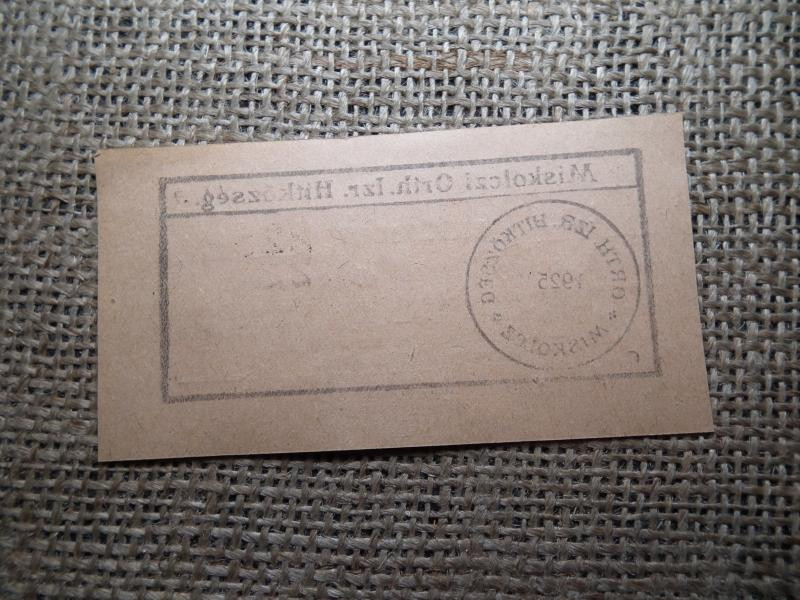 Miskolczi Orth. Izr. Hitközség.
ORTH IZR. HITKÖZSÉG * MISKOLCZ *
1925